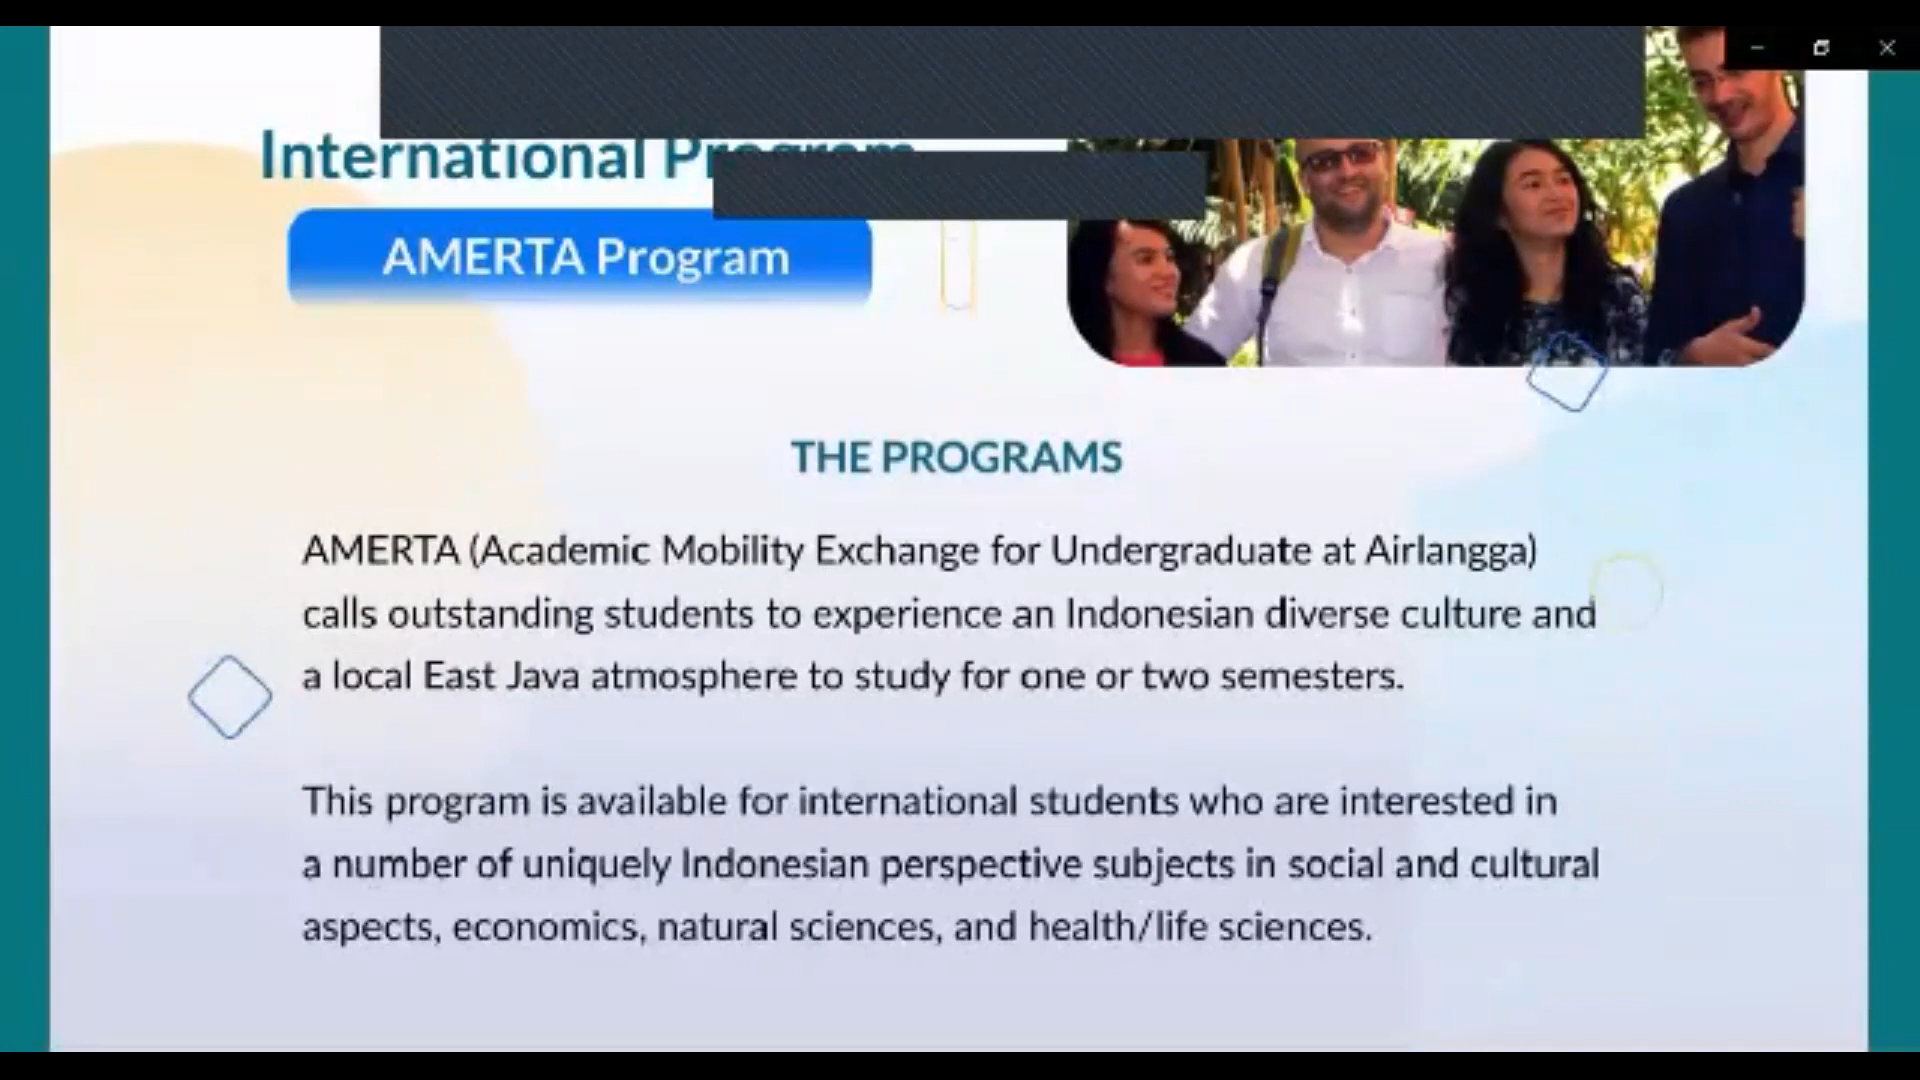 International Program
AMERTA Program
THE PROGRAMS
AMERTA (Academic Mobility Exchange for Undergraduate at Airlangga)
calls outstanding students to experience an Indonesian diverse culture and
a local East Java atmosphere to study for one or two semesters.
This program is available for international students who are interested in
a number of uniquely Indonesian perspective subjects in social and cultural
aspects, economics, natural sciences, and health/life sciences.